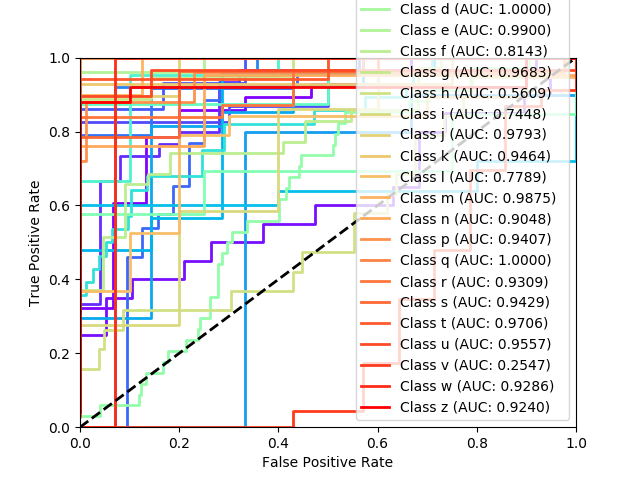 Class d (AUC: 1.0000)
Class e (AUC: 0.9900)
Class f (AUC: 0.8143)
Class g (AUC: 0.9683)
Class h (AUC: 0.5609)
Class i (AUC: 0.7448)
Class j (AUC: 0.9793)
Class k (AUC: 0.9464)
Class l (AUC: 0.7789)
Class m (AUC: 0.9875)
Class n (AUC: 0.9048)
Class p (AUC: 0.9407)
Class q (AUC: 1.0000)
Class r (AUC: 0.9309)
Class s (AUC: 0.9429)
Class t (AUC: 0.9706)
Class u (AUC: 0.9557)
Class v (AUC: 0.2547)
Class w (AUC: 0.9286)
Class z (AUC: 0.9240)
1.0
0.8
0.6
0.4
0.2
0.0
True Positive Rate
0.0 0.2 0.4 0.6 0.8 1.0
False Positive Rate